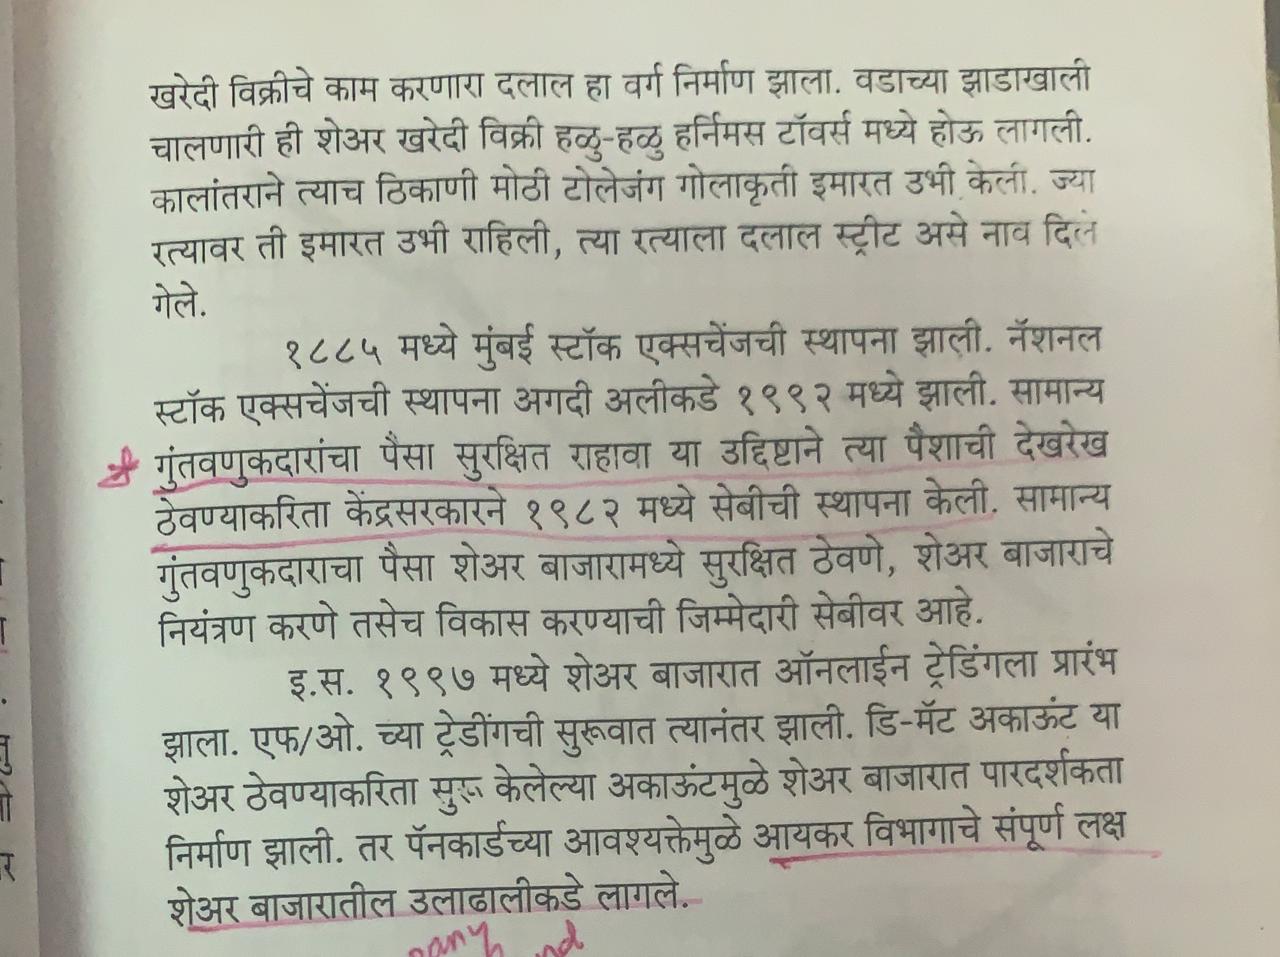 खरेदी विक्रीचे काम करणारा दलाल हा वर्ग निर्माण झाला. वडाच्या झाडाखाली
चालणारी ही शेअर खरेदी विक्री हळु-हळु हर्निमस टॉवर्स मध्ये होऊ लागली.
कालांतराने त्याच ठिकाणी मोठी टोलेजंग गोलाकृती इमारत उभी केली. ज्या
रत्यावर ती इमारत उभी राहिली, त्या रत्याला दलाल स्ट्रीट असे नाव दिले
गेले.
१८८५ मध्ये मुंबई स्टॉक एक्सचेंजची स्थापना झाली. नॅशनल
स्टॉक एक्सचेंजची स्थापना अगदी अलीकडे १९९२ मध्ये झाली. सामान्य
गुंतवणुकदारांचा पैसा सुरक्षित राहावा या उद्दिष्टाने त्या पैशाची देखरेख
ठेवण्याकरिता केंद्रसरकारने १९८२ मध्ये सेबीची स्थापना केली. सामान्य
गुंतवणुकदाराचा पैसा शेअर बाजारामध्ये सुरक्षित ठेवणे, शेअर बाजाराचे
नियंत्रण करणे तसेच विकास करण्याची जिम्मेदारी सेबीवर आहे.
इ.स. १९९७ मध्ये शेअर बाजारात ऑनलाईन ट्रेडिंगला प्रारंभ
झाला. एफ/ओ. च्या ट्रेडींगची सुरूवात त्यानंतर झाली. डि-मॅट अकाऊंट या
शेअर ठेवण्याकरिता सुरू केलेल्या अकाऊंटमुळे शेअर बाजारात पारदर्शकता
निर्माण झाली. तर पॅनकार्डच्या आवश्यक्तेमुळे आयकर विभागाचे संपूर्ण लक्ष
शेअर बाजारातील उलाढालीकडे लागले.